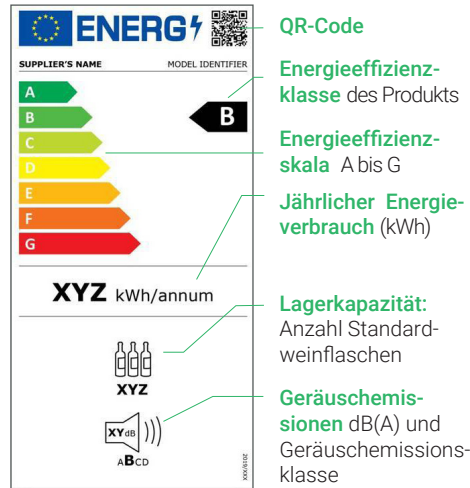 ENERG
SUPPLIER'S NAME MODEL IDENTIFIER
A
B
B
C
D
E
F
G
XYZ kWh/annum
XYZ
XYdB
ABCD
2019/XXX
QR-Code
Energieeffizienz-
klasse des Produkts
Energieeffizienz-
skala A bis G
Jährlicher Energie-
verbrauch (kWh)
Lagerkapazität:
Anzahl Standard-
weinflaschen
Geräuschemis-
sionen dB(A) und
Geräuschemissions-
klasse